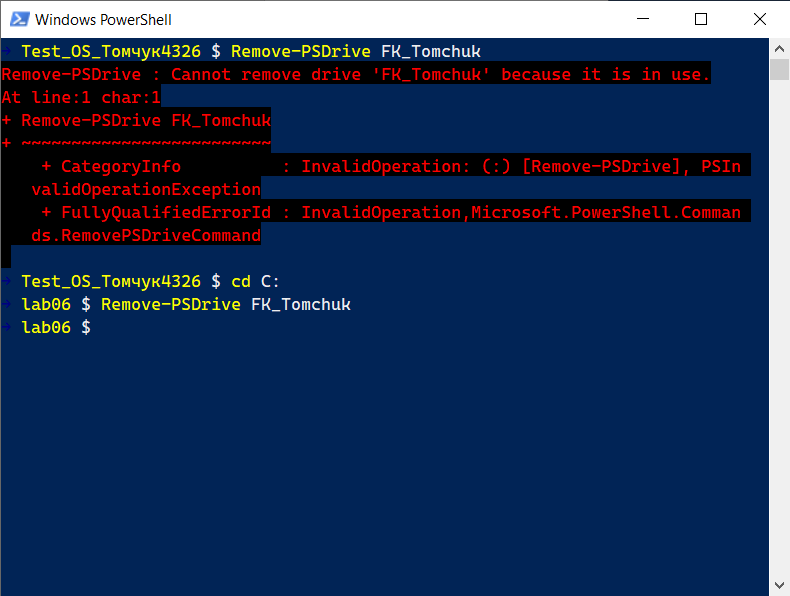 Windows PowerShell
→ Test_OS_Томчук4326 $ Remove-PSDrive FK_Tomchuk
Remove-PSDrive : Cannot remove drive 'FK_Tomchuk' because it is in use.
At line:1 char:1
+ Remove-PSDrive FK_Tomchuk
+ ~~~~~~~~~~~~~~~~~~~~~~~~~
    + CategoryInfo          : InvalidOperation: (:) [Remove-PSDrive], PSIn
   validOperationException
    + FullyQualifiedErrorId : InvalidOperation,Microsoft.PowerShell.Comman
   ds.RemovePSDriveCommand
→ Test_OS_Томчук4326 $ cd C:
→ lab06 $ Remove-PSDrive FK_Tomchuk
→ lab06 $